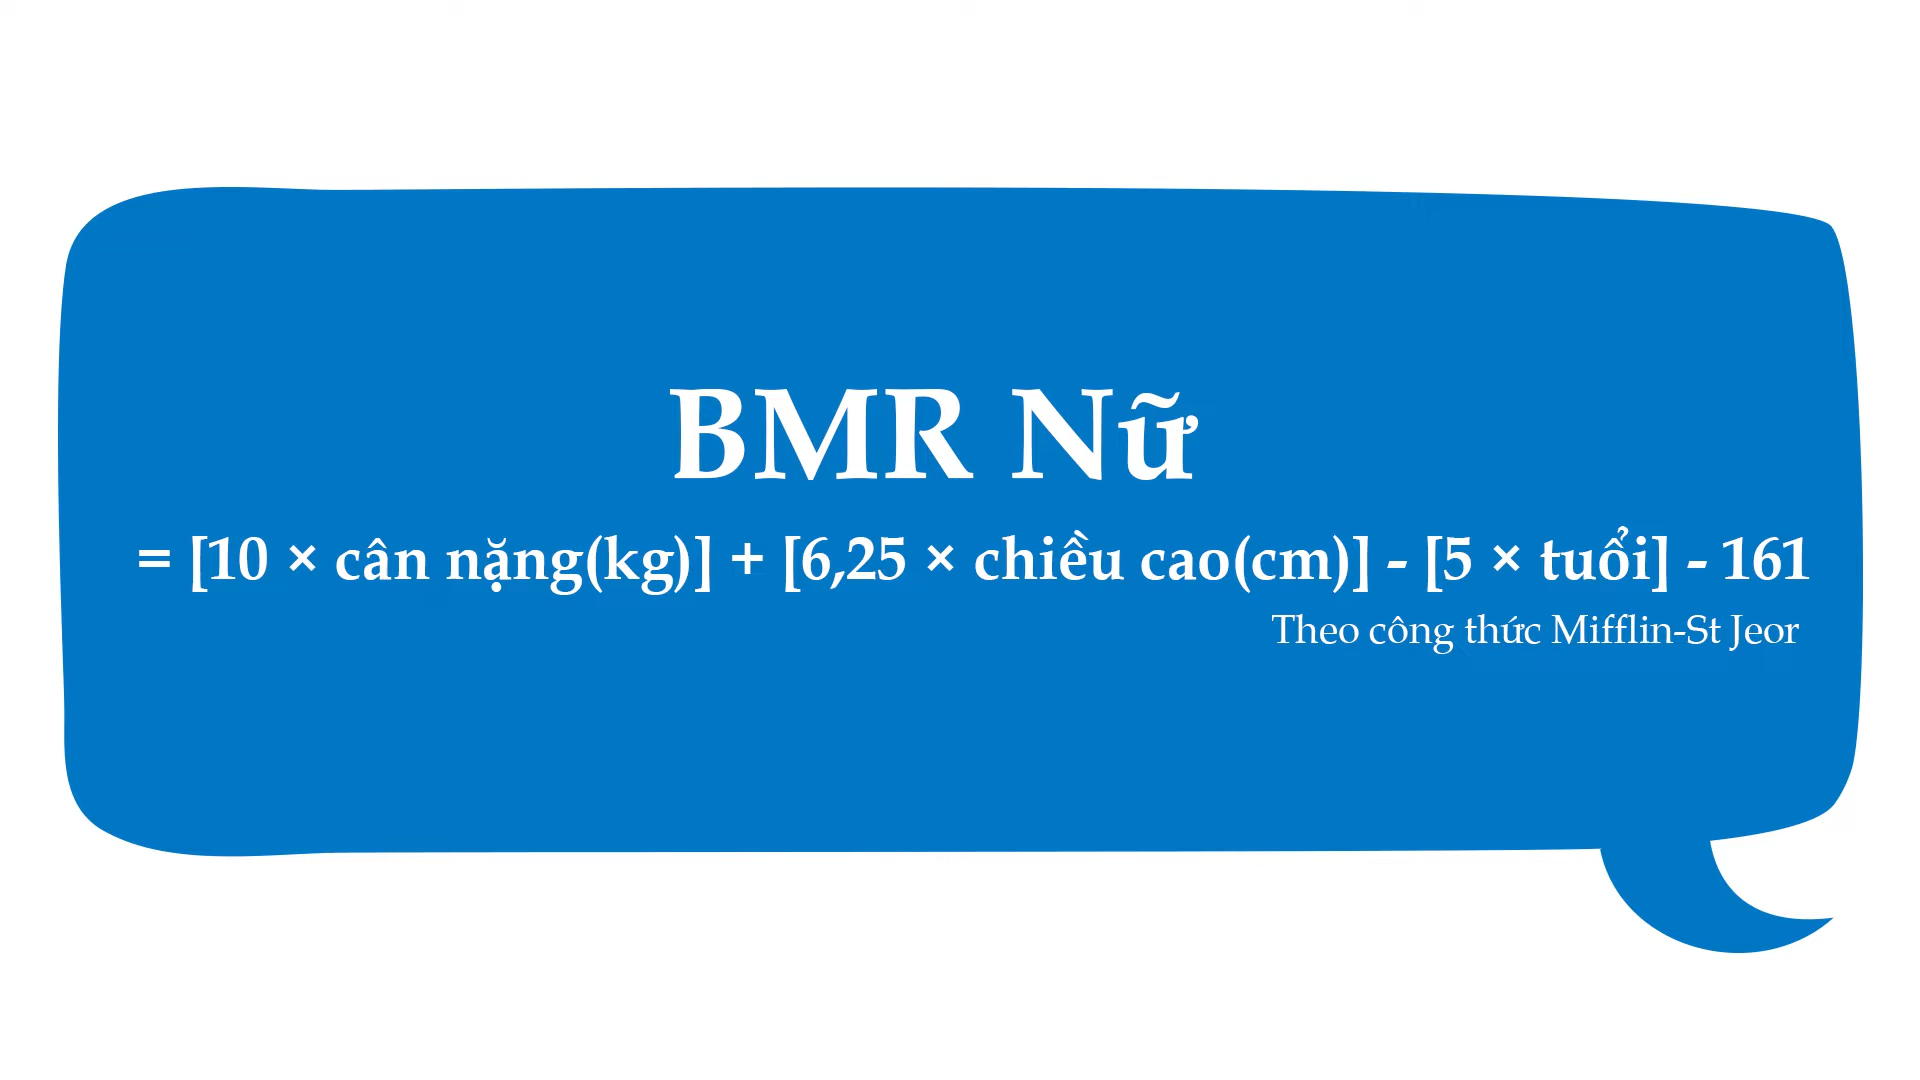 BMR Nữ
= [10 × cân nặng(kg)] + [6,25 × chiều cao(cm)] - [5 × tuổi] - 161
Theo công thức Mifflin-St Jeor